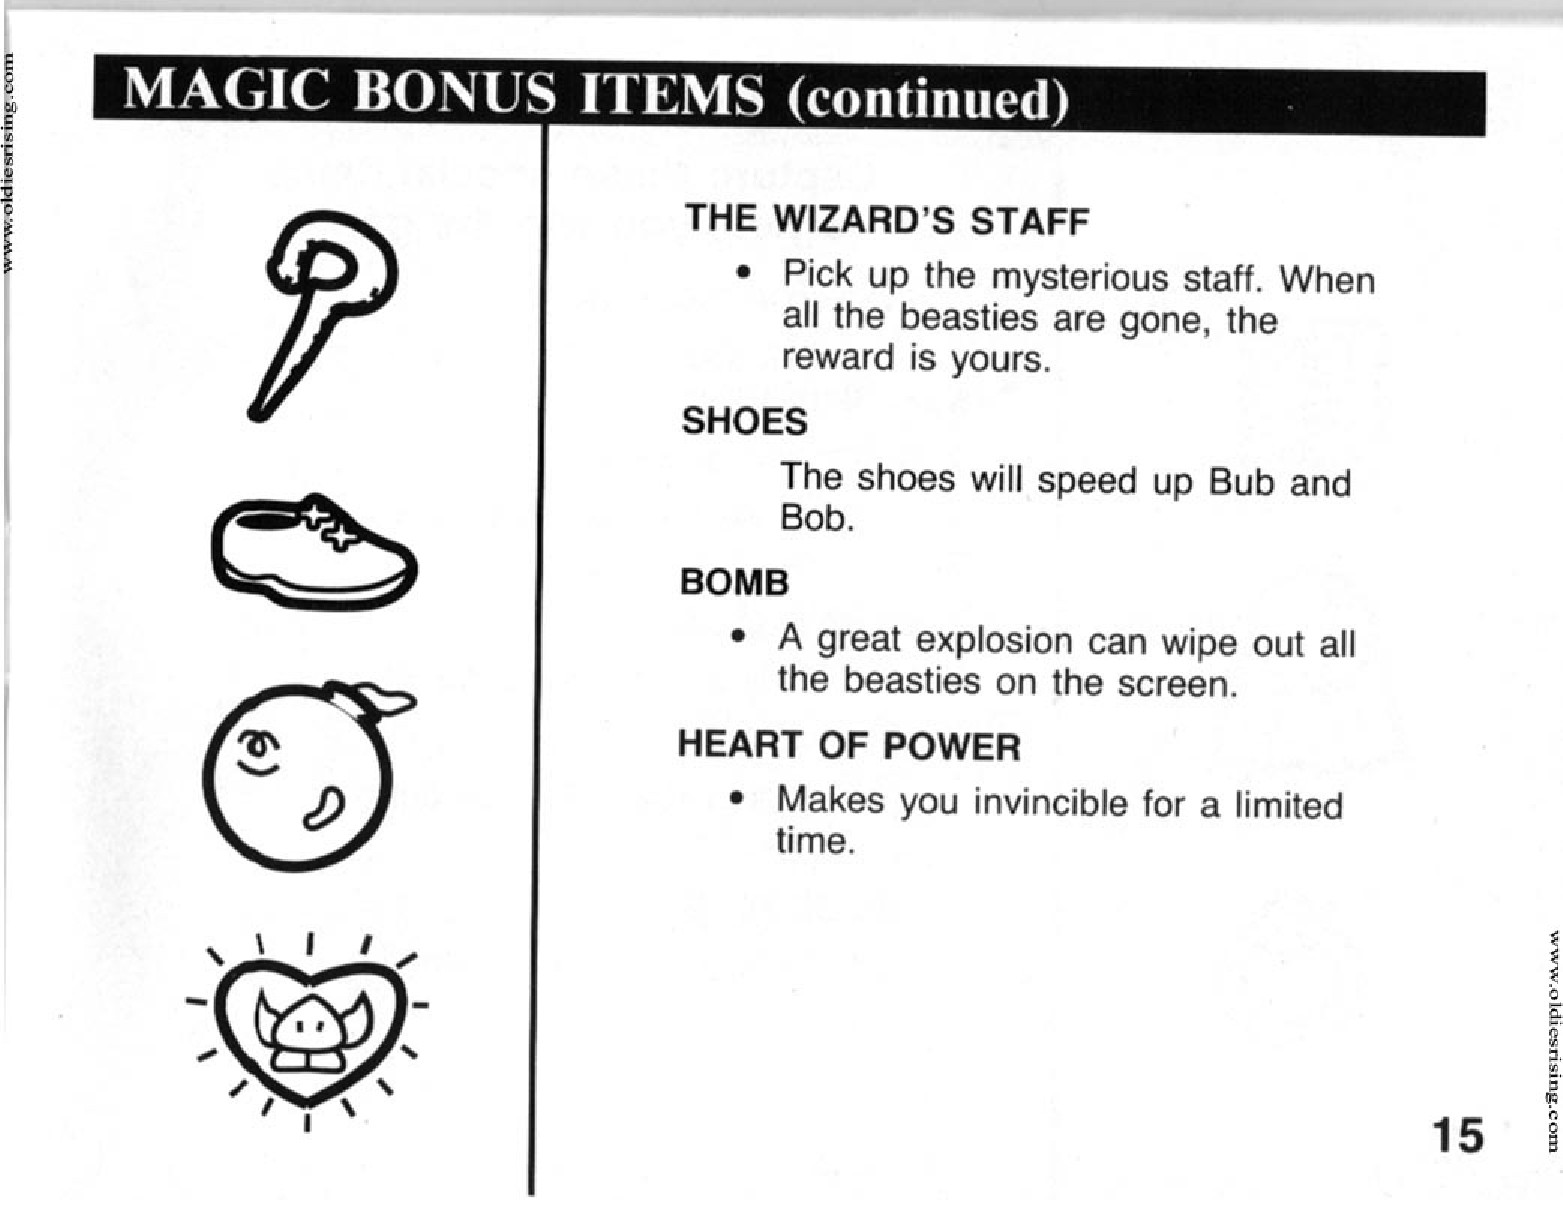 www.oldiesrising.com
MAGIC BONUS ITEMS (continued)
THE WIZARD'S STAFF
• Pick up the mysterious staff. When
all the beasties are gone, the
reward is yours.
SHOES
The shoes will speed up Bub and
Bob.
BOMB
• A great explosion can wipe out all
the beasties on the screen.
HEART OF POWER
• Makes you invincible for a limited
time.
15
www.oldiesrising.com